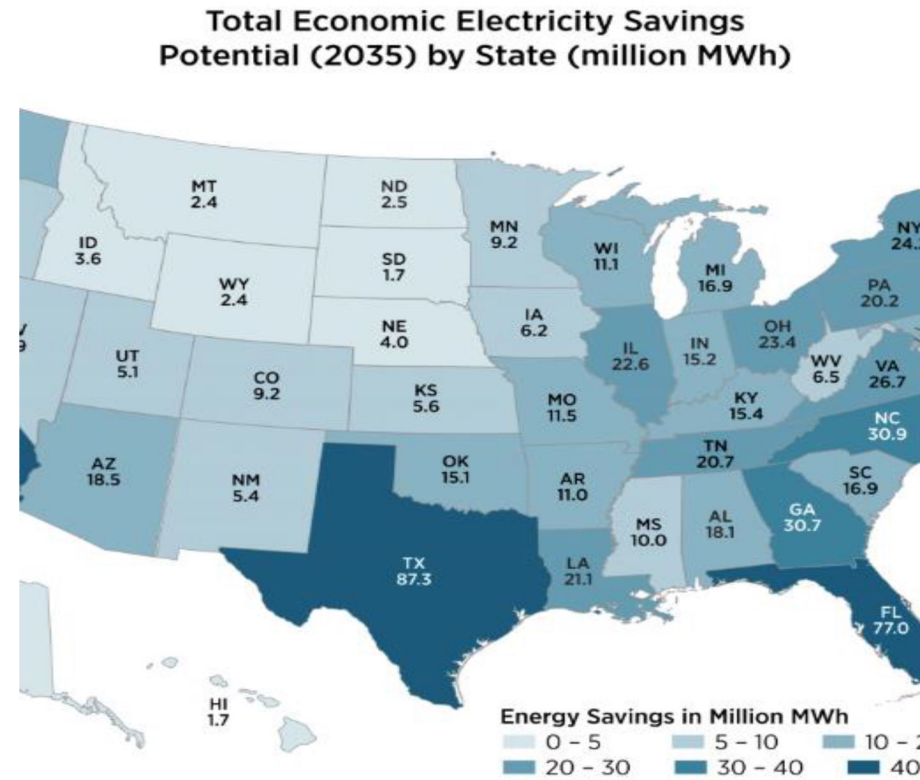 Total Economic Electricity Savings
Potential (2035) by State (million MWh)
MT
2.4
ND
2.5
MN
9.2
ID
3.6
WY
2.4
SD
1.7
WI
11.1
MI
16.9
NY
24.
PA
20.2
NE
4.0
IA
6.2
UT
5.1
CO
9.2
KS
5.6
MO
11.5
IL
22.6
IN
15.2
OH
23.4
WV
6.5
VA
26.7
KY
15.4
NC
30.9
AZ
18.5
NM
5.4
OK
15.1
AR
11.0
TN
20.7
SC
16.9
TX
87.3
LA
21.1
MS
10.0
AL
18.1
GA
30.7
FL
77.0
HI
1.7
Energy Savings in Million MWh
0 – 5 5 – 10 10 –
20 – 30 30 – 40 40